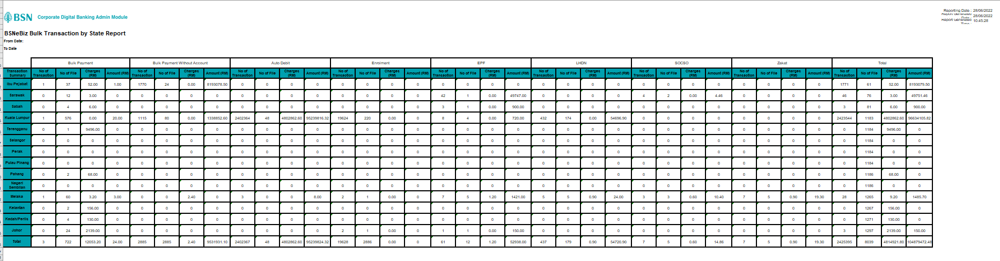 BSN Corporate Digital Banking Admin Module
Reporting Date : 28/06/2022
Report Generated Date : 28/06/2022
Report Generated Time : 10:45:28
BSNeBiz Bulk Transaction by State Report
From Date:
To Date
Bulk Payment Bulk Payment Without Account Auto Debit Enrolment EPF LHDN SOCSO Zakat Total
Transaction Summary No of Transaction No of File Charges (RM) Amount (RM) No of Transaction No of File Charges (RM) Amount (RM) No of Transaction No of File Charges (RM) Amount (RM) No of Transaction No of File Charges (RM) Amount (RM) No of Transaction No of File Charges (RM) Amount (RM) No of Transaction No of File Charges (RM) Amount (RM) No of Transaction No of File Charges (RM) Amount (RM) No of Transaction No of File Charges (RM) Amount (RM) No of Transaction No of File Charges (RM) Amount (RM)
Ibu Pejabat 1 37 52.00 1.00 1770 24 0.00 8193078.50 0 0 0 0 0 0 0 0 0 0 0 0 0 0 0 0 0 0 0 0 0 0 0 0 1771 61 52.00 8193079.50
Sarawak 0 12 3.00 0 0 0 0 0 0 0 0 0 0 0 0 0 42 1 0.00 49747.00 0 0 0 0 4 2 0.00 4.46 0 0 0 0 46 76 3.00 49751.46
Sabah 0 4 6.00 0 0 0 0 0 0 0 0 0 0 0 0 0 3 1 0.00 900.00 0 0 0 0 0 0 0 0 0 0 0 0 3 81 6.00 900.00
Kuala Lumpur 1 576 0.00 20.00 1115 80 0.00 1338852.60 2402364 48 4802862.60 95239816.32 19624 220 0.00 0 8 4 0.00 720.00 432 174 0.00 54696.90 0 0 0 0 0 0 0 0 2423544 1183 4802862.60 96634105.82
Terengganu 0 1 9496.00 0 0 0 0 0 0 0 0 0 0 0 0 0 0 0 0 0 0 0 0 0 0 0 0 0 0 0 0 0 0 1184 9496.00 0
Selangor 0 0 0 0 0 0 0 0 0 0 0 0 0 0 0 0 0 0 0 0 0 0 0 0 0 0 0 0 0 0 0 0 0 1184 0 0
Perak 0 0 0 0 0 0 0 0 0 0 0 0 0 0 0 0 0 0 0 0 0 0 0 0 0 0 0 0 0 0 0 0 0 1184 0 0
Pulau Pinang 0 0 0 0 0 0 0 0 0 0 0 0 0 0 0 0 0 0 0 0 0 0 0 0 0 0 0 0 0 0 0 0 0 1184 0 0
Pahang 0 2 68.00 0 0 0 0 0 0 0 0 0 0 0 0 0 0 0 0 0 0 0 0 0 0 0 0 0 0 0 0 0 0 1186 68.00 0
Negeri Sembilan 0 0 0 0 0 0 0 0 0 0 0 0 0 0 0 0 0 0 0 0 0 0 0 0 0 0 0 0 0 0 0 0 0 1186 0 0
Melaka 1 60 3.20 3.00 0 0 2.40 0 3 0 0 8.00 2 1 0.00 0 7 5 1.20 1421.00 5 5 0.90 24.00 3 3 0.60 10.40 7 5 0.90 19.30 28 1265 9.20 1485.70
Kelantan 0 2 156.00 0 0 0 0 0 0 0 0 0 0 0 0 0 0 0 0 0 0 0 0 0 0 0 0 0 0 0 0 0 0 1267 156.00 0
Kedah/Perlis 0 4 130.00 0 0 0 0 0 0 0 0 0 0 0 0 0 0 0 0 0 0 0 0 0 0 0 0 0 0 0 0 0 0 1271 130.00 0
Johor 0 24 2139.00 0 0 0 0 0 0 0 0 0 2 1 0.00 0 1 1 0.00 150.00 0 0 0 0 0 0 0 0 0 0 0 0 3 1297 2139.00 150.00
Total 3 722 12053.20 24.00 2885 2885 2.40 9531931.10 2402367 48 4802862.60 95239824.32 19628 2886 0.00 0 61 12 1.20 52938.00 437 179 0.90 54720.90 7 5 0.60 14.86 7 5 0.90 19.30 2425395 8039 4814921.80 104879472.48